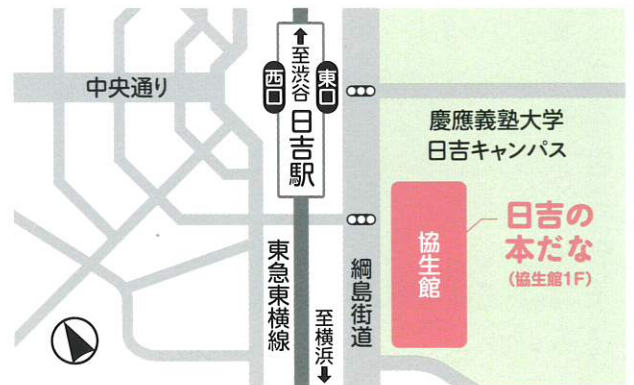 中央通り
西口
↑至渋谷
日吉駅
東口
慶應義塾大学
日吉キャンパス
協生館
日吉の
本だな
(協生館1F)
東急東横線
綱島街道
至横浜↓